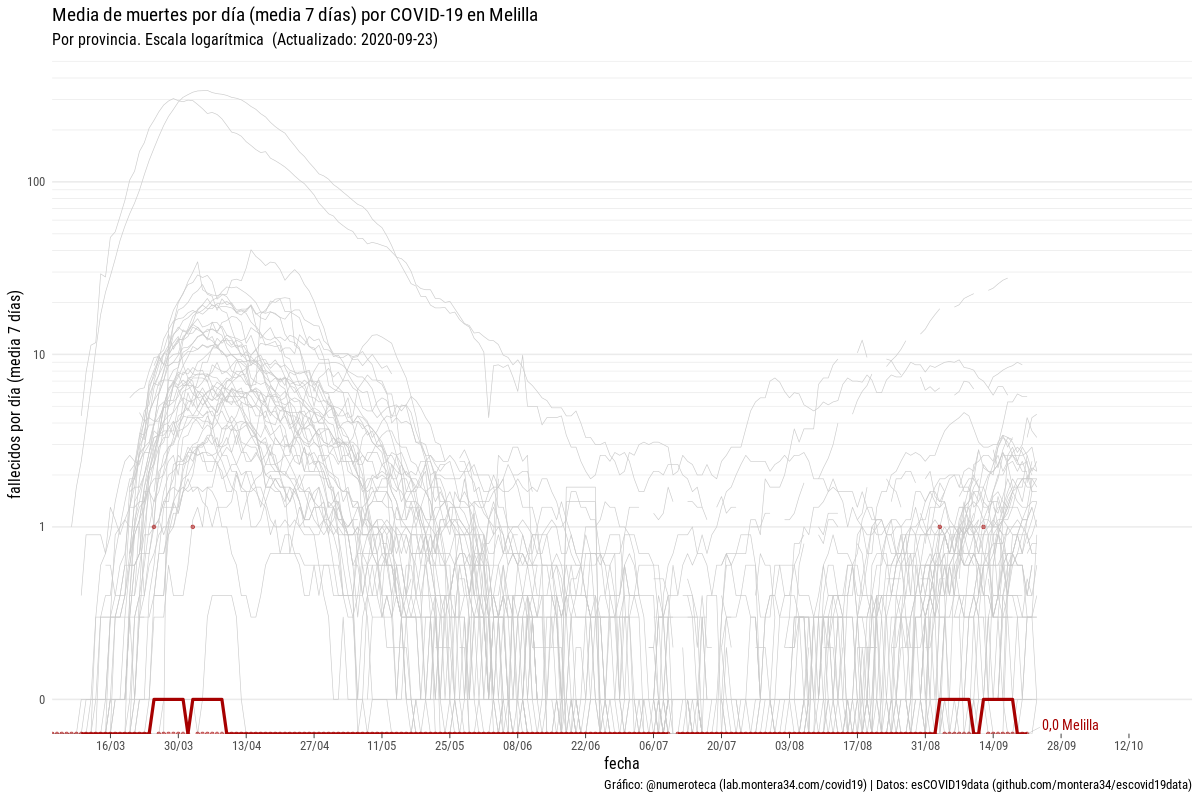 Media de muertes por día (media 7 días) por COVID-19 en Melilla
Por provincia. Escala logarítmica (Actualizado: 2020-09-23)
fallecidos por día (media 7 días)
100
10
1
0
0,0 Melilla
16/03 30/03 13/04 27/04 11/05 25/05 08/06 22/06 06/07 20/07 03/08 17/08 31/08 14/09 28/09 12/10
fecha
Gráfico: @numeroteca (lab.montera34.com/covid19) | Datos: esCOVID19data (github.com/montera34/escovid19data)